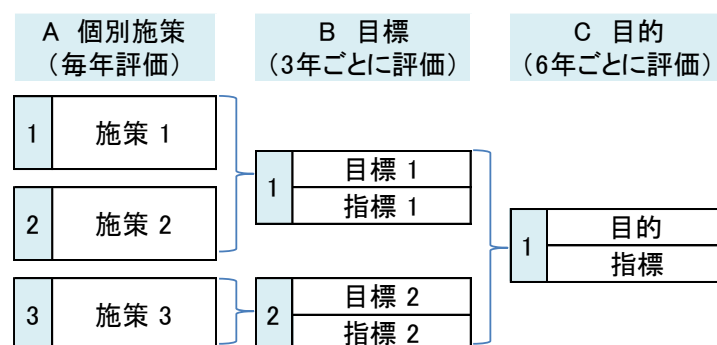 A 個別施策
（毎年評価）
B 目標
（3年ごとに評価）
C 目的
（6年ごとに評価）
1 施策 1
2 施策 2
3 施策 3
1 目標 1
指標 1
2 目標 2
指標 2
1 目的
指標